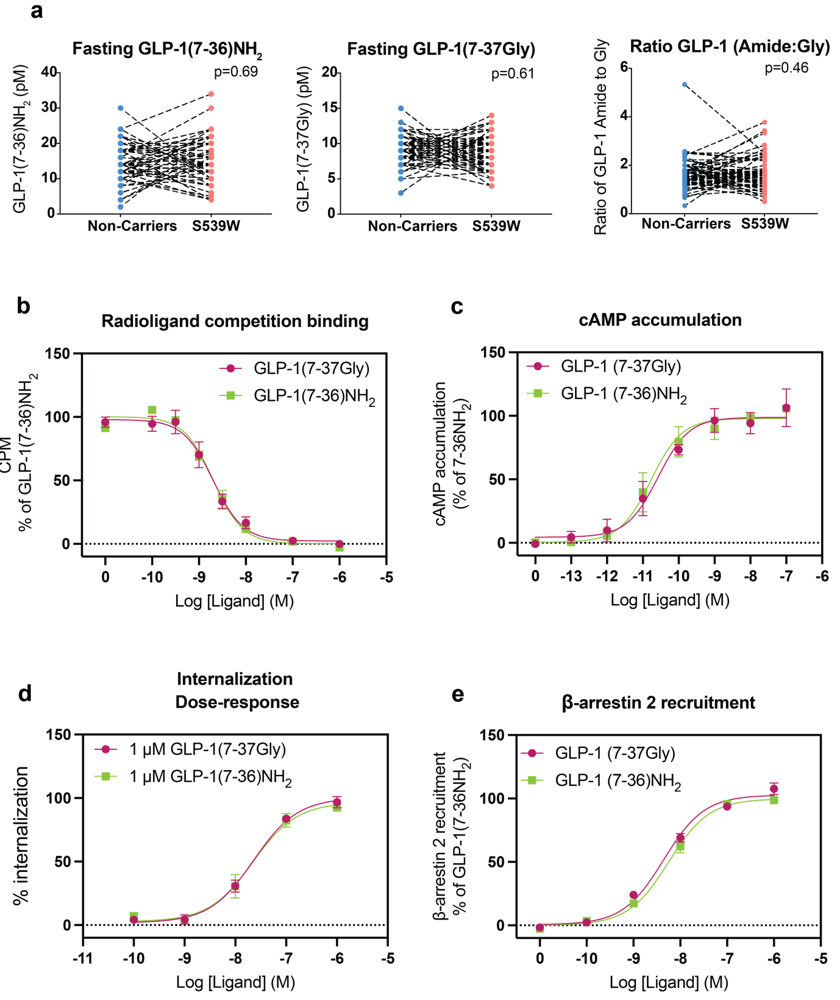 a
Fasting GLP-1(7-36)NH2
p=0.69
GLP-1(7-36)NH2 (pM)
40
30
20
10
0
Non-Carriers S539W
Fasting GLP-1(7-37Gly)
p=0.61
GLP-1(7-37Gly) (pM)
20
15
10
5
0
Non-Carriers S539W
Ratio GLP-1 (Amide:Gly)
p=0.46
Ratio of GLP-1 Amide to Gly
6
4
2
0
Non-Carriers S539W
b
Radioligand competition binding
GLP-1(7-37Gly)
GLP-1(7-36)NH2
CPM
% of GLP-1(7-36)NH2
150
100
50
0
0 -10 -9 -8 -7 -6 -5
Log [Ligand] (M)
c
cAMP accumulation
GLP-1 (7-37Gly)
GLP-1 (7-36)NH2
cAMP accumulation
(% of 7-36NH2)
150
100
50
0
0 -13 -12 -11 -10 -9 -8 -7 -6
Log [Ligand] (M)
d
Internalization
Dose-response
1 µM GLP-1(7-37Gly)
1 µM GLP-1(7-36)NH2
% internalization
150
100
50
0
-11 -10 -9 -8 -7 -6 -5
Log [Ligand] (M)
e
β-arrestin 2 recruitment
GLP-1 (7-37Gly)
GLP-1 (7-36)NH2
β-arrestin 2 recruitment
% of GLP-1(7-36NH2)
150
100
50
0
0 -10 -9 -8 -7 -6 -5
Log [Ligand] (M)